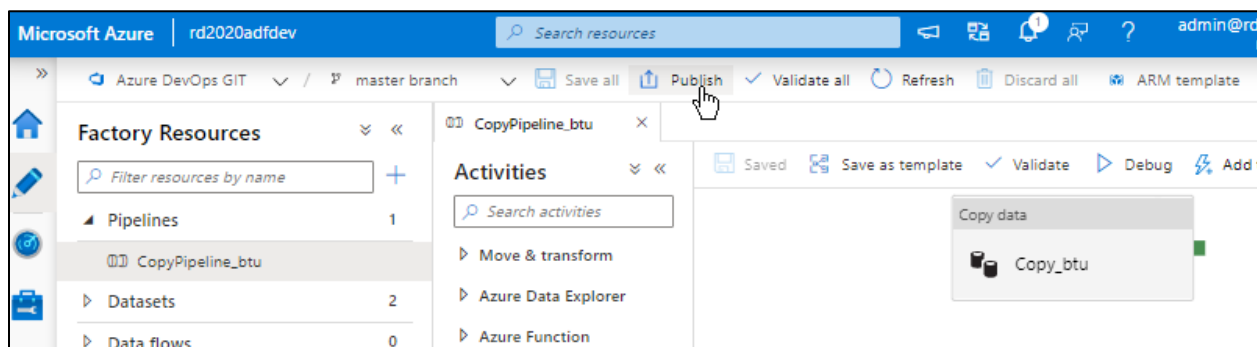 Microsoft Azure rd2020adfdev Search resources 1 admin@rd
Azure DevOps GIT / master branch Save all Publish Validate all Refresh Discard all ARM template
Factory Resources
Filter resources by name
Pipelines 1
CopyPipeline_btu
Datasets 2
Data flows 0
CopyPipeline_btu
Activities
Search activities
Move & transform
Azure Data Explorer
Azure Function
Saved Save as template Validate Debug Add
Copy data
Copy_btu